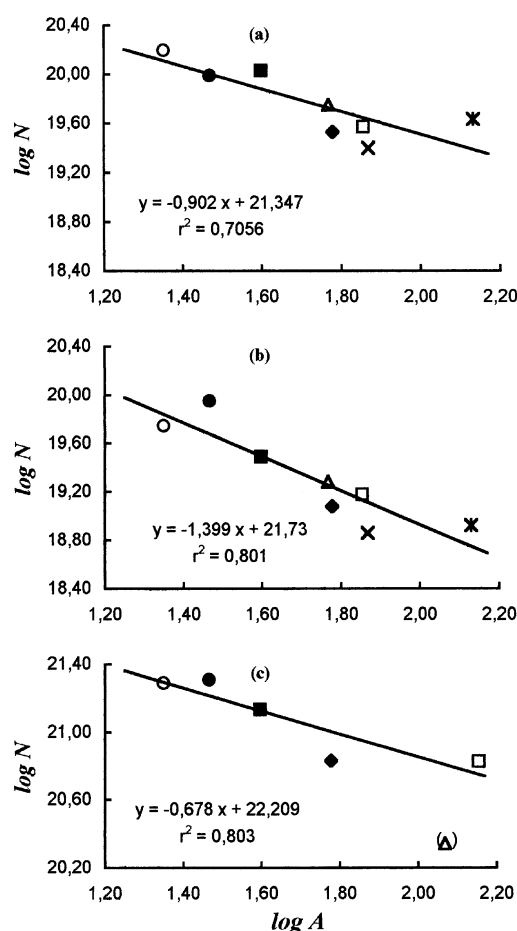 20,40
(a)
20,00
19,60
log N
19,20
y = -0,902 x + 21,347
18,80
r² = 0,7056
18,40
1,20 1,40 1,60 1,80 2,00 2,20
20,40
(b)
20,00
19,60
log N
19,20
18,80
y = -1,399 x + 21,73
r² = 0,801
18,40
1,20 1,40 1,60 1,80 2,00 2,20
21,40
(c)
21,00
log N
20,60
y = -0,678 x + 22,209
r² = 0,803
20,20
1,20 1,40 1,60 1,80 2,00 2,20
log A